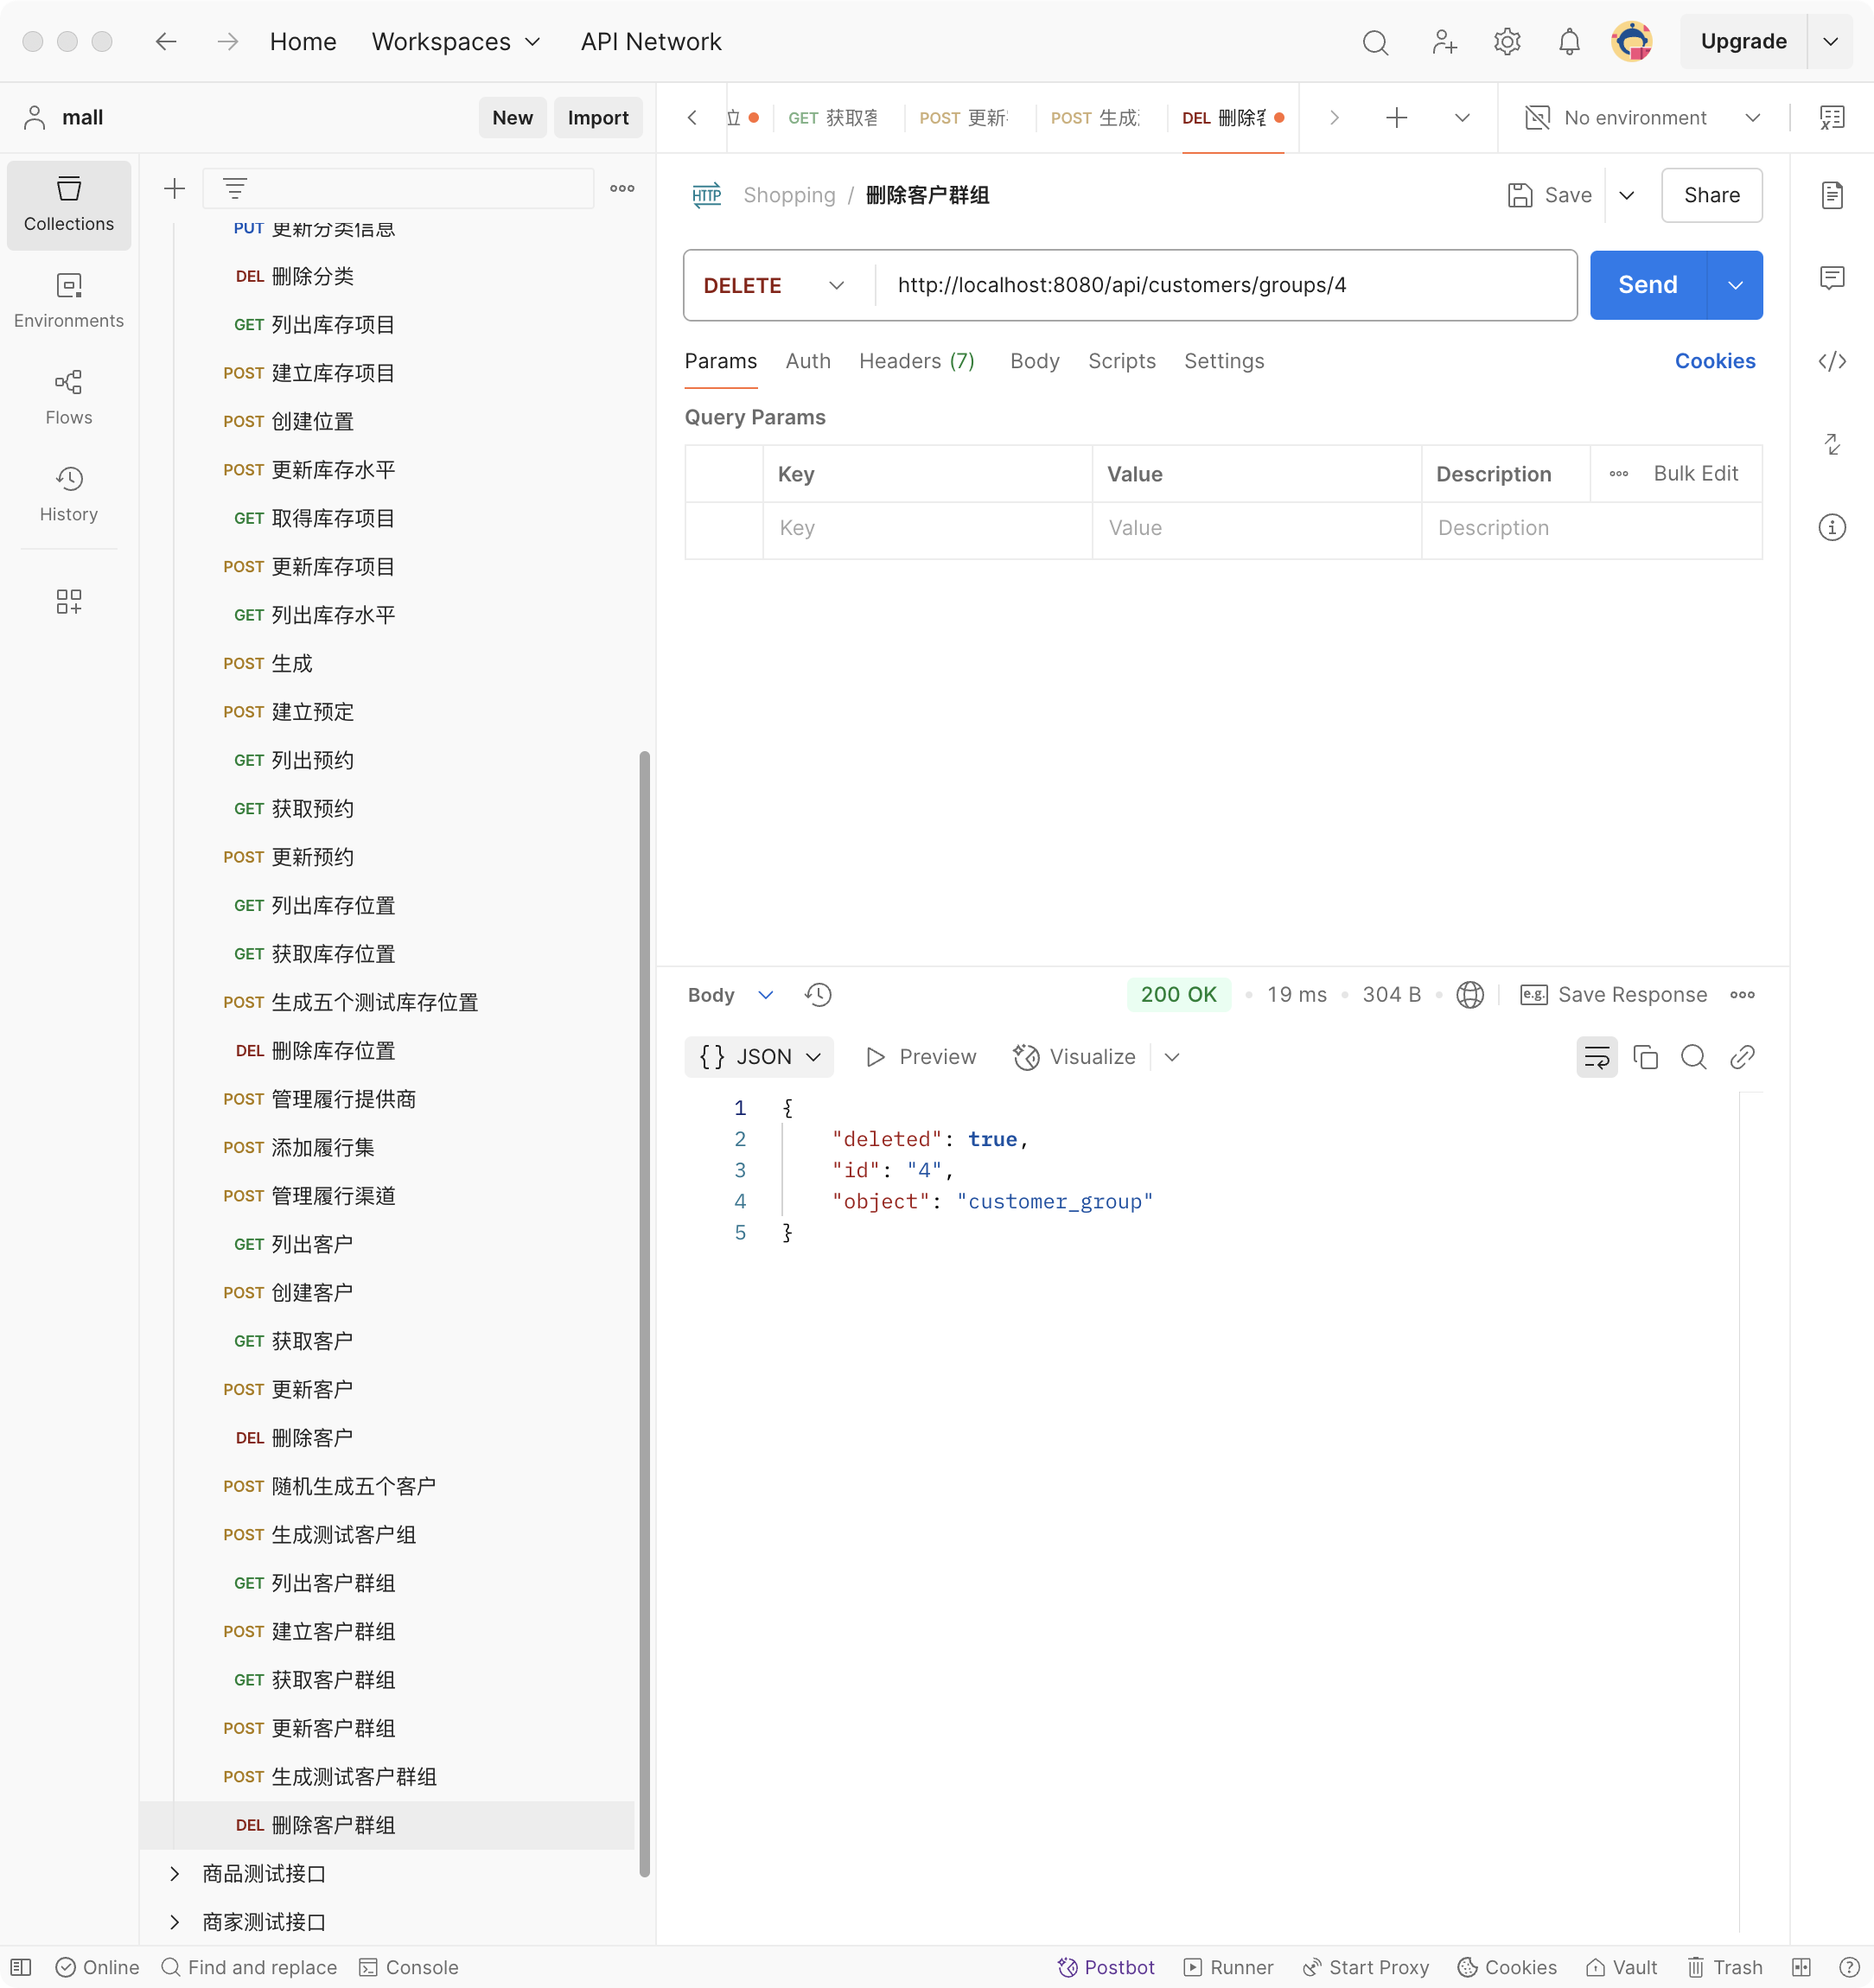 Home Workspaces API Network Upgrade
mall New Import
GET 获取客 POST 更新 POST 生成 DEL 删除客 No environment
Collections
Environments
Flows
History
PUT 更新分类信息
DEL 删除分类
GET 列出库存项目
POST 建立库存项目
POST 创建位置
POST 更新库存水平
GET 取得库存项目
POST 更新库存项目
GET 列出库存水平
POST 生成
POST 建立预定
GET 列出预约
GET 获取预约
POST 更新预约
GET 列出库存位置
GET 获取库存位置
POST 生成五个测试库存位置
DEL 删除库存位置
POST 管理履行提供商
POST 添加履行集
POST 管理履行渠道
GET 列出客户
POST 创建客户
GET 获取客户
POST 更新客户
DEL 删除客户
POST 随机生成五个客户
POST 生成测试客户组
GET 列出客户群组
POST 建立客户群组
GET 获取客户群组
POST 更新客户群组
POST 生成测试客户群组
DEL 删除客户群组
商品测试接口
商家测试接口
HTTP Shopping / 删除客户群组 Save Share
DELETE http://localhost:8080/api/customers/groups/4 Send
Params Auth Headers (7) Body Scripts Settings Cookies
Query Params
Key Value Description Bulk Edit
Key Value Description
Body 200 OK 19 ms 304 B e.g. Save Response
{} JSON Preview Visualize
1 {
2 "deleted": true,
3 "id": "4",
4 "object": "customer_group"
5 }
Online Find and replace Console Postbot Runner Start Proxy Cookies Vault Trash